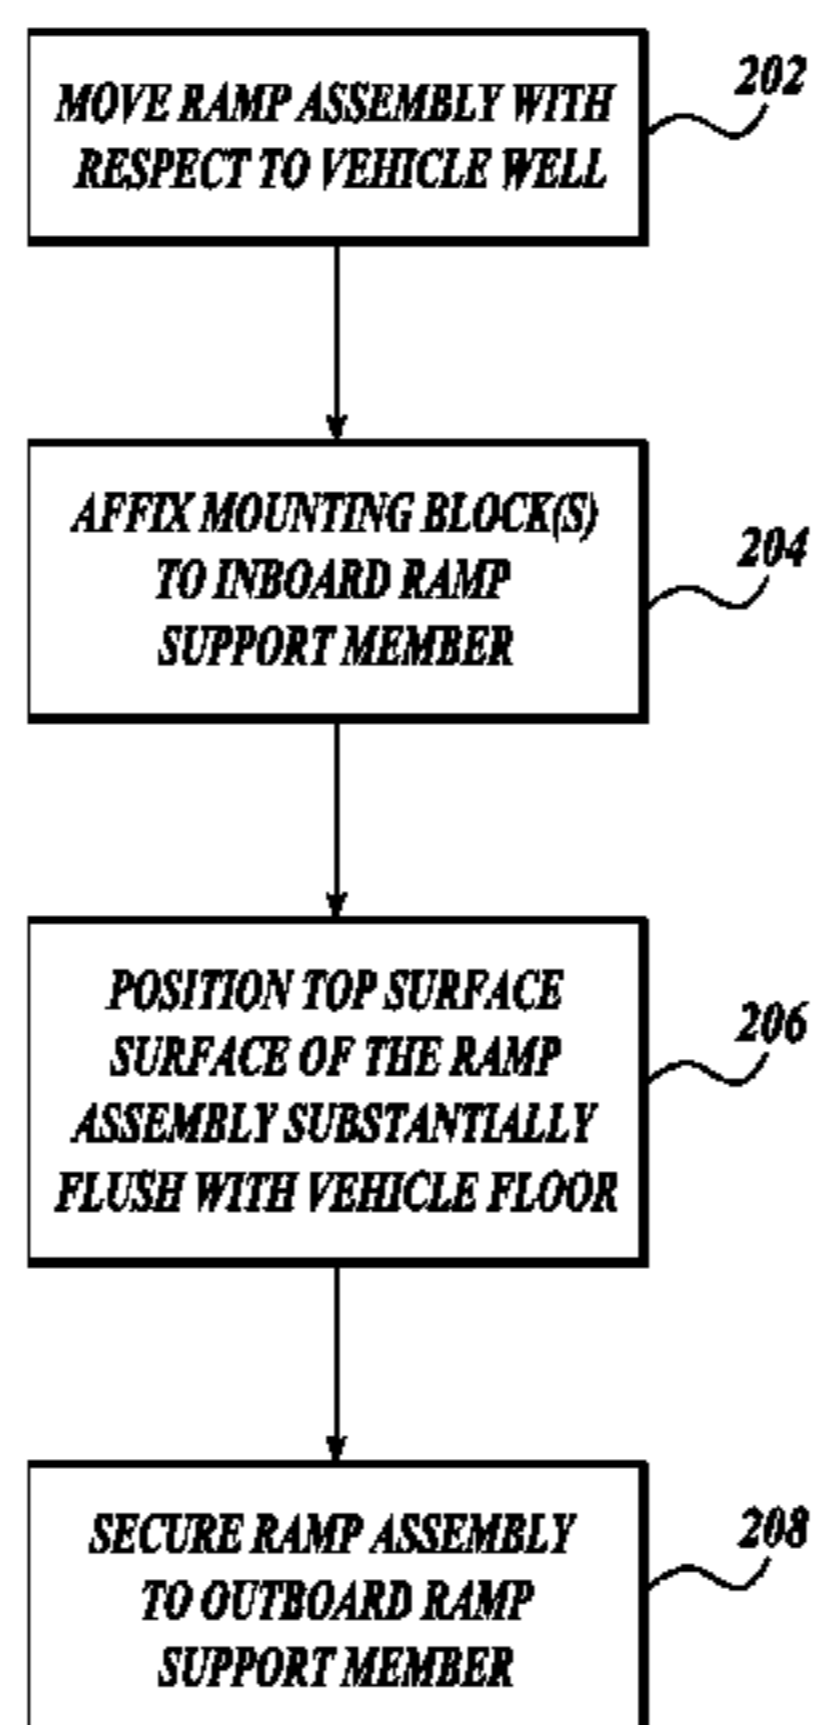 MOVE RAMP ASSEMBLY WITH
RESPECT TO VEHICLE WELL
202
AFFIX MOUNTING BLOCK(S)
TO INBOARD RAMP
SUPPORT MEMBER
204
POSITION TOP SURFACE
SURFACE OF THE RAMP
ASSEMBLY SUBSTANTIALLY
FLUSH WITH VEHICLE FLOOR
206
SECURE RAMP ASSEMBLY
TO OUTBOARD RAMP
SUPPORT MEMBER
208